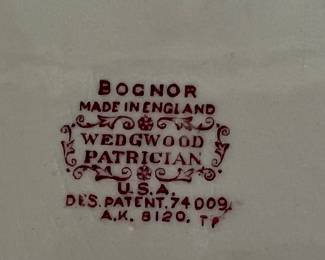 BOGNOR
MADE IN ENGLAND
WEDGWOOD
PATRICIAN
U.S.A.
DES. PATENT. 74009.
A.K. 8120.